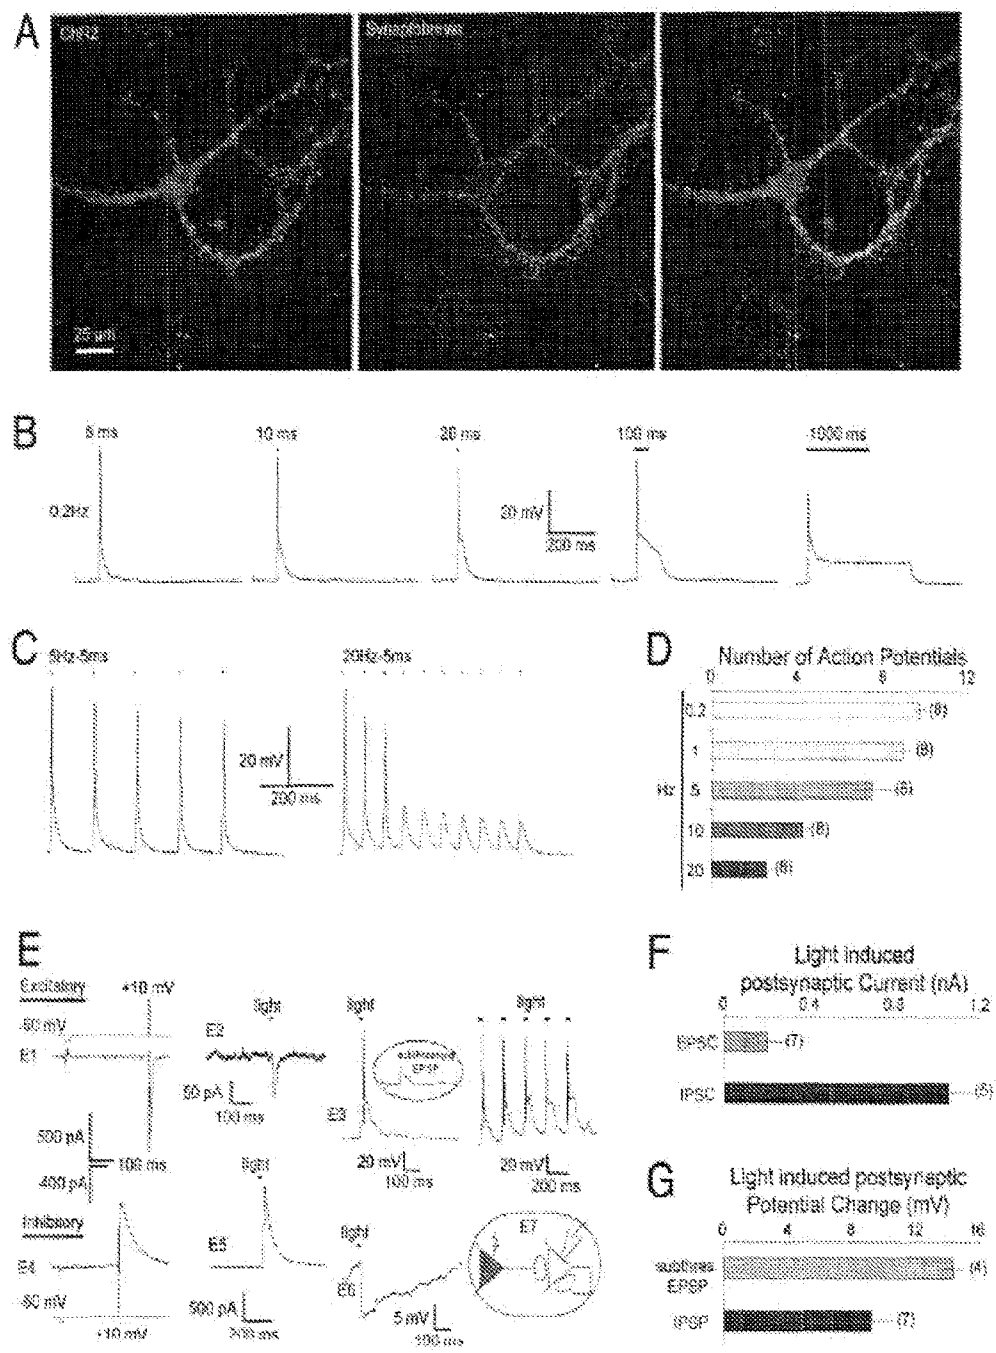 A
ChR2
Synaptobrevin
25 µm
B
5 ms
10 ms
20 ms
100 ms
1000 ms
0.2Hz
20 mV
200 ms
C
5Hz-5ms
20Hz-5ms
20 mV
200 ms
D
Number of Action Potentials
0 4 8 12
0.2 (8)
1 (8)
Hz 5
10 (8)
20 (8)
E
Excitatory
+10 mV
-60 mV
E1
500 pA
-400 pA
100 ms
E2
light
50 pA
100 ms
light
E3
subthreshold
EPSP
20 mV
100 ms
light
20 mV
200 ms
Inhibitory
E4
-60 mV
+10 mV
light
E5
500 pA
200 ms
light
E6
5 mV
100 ms
E7
F
Light induced
postsynaptic Current (nA)
0 0.4 0.8 1.2
EPSC (7)
IPSC
G
Light induced postsynaptic
Potential Change (mV)
0 4 8 12 16
subthres (4)
EPSP
IPSP (7)